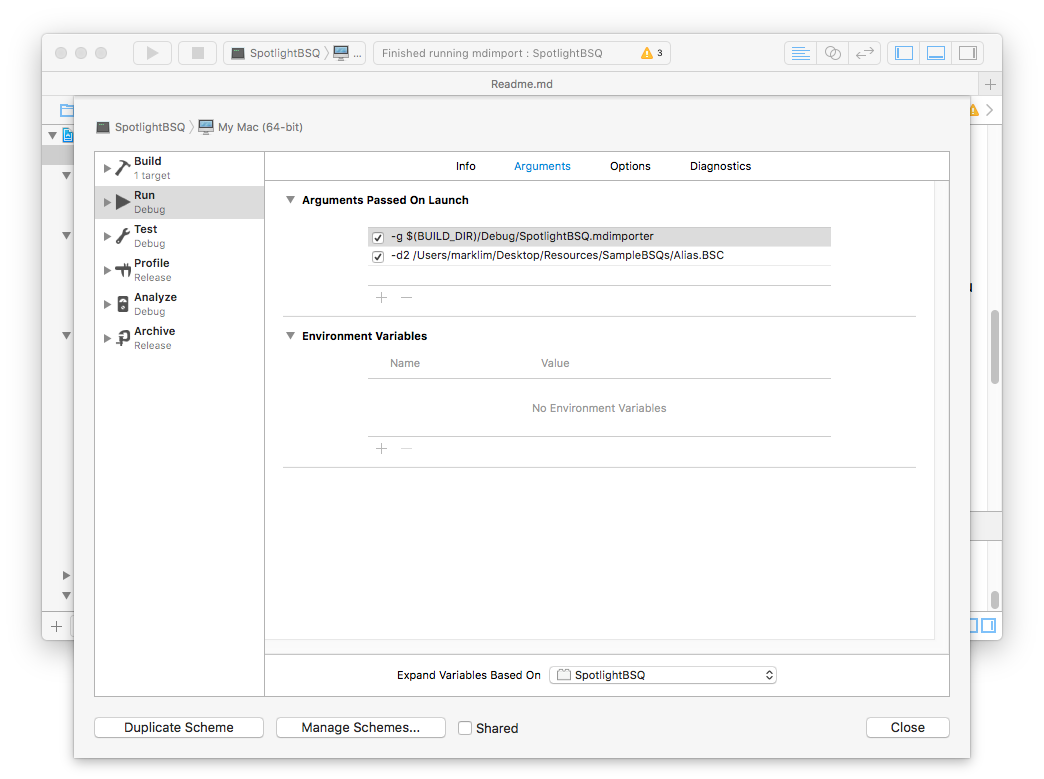 SpotlightBSQ ...
Finished running mdimport : SpotlightBSQ
3
Readme.md
SpotlightBSQ
My Mac (64-bit)
Build
1 target
Run
Debug
Test
Debug
Profile
Release
Analyze
Debug
Archive
Release
Info Arguments Options Diagnostics
Arguments Passed On Launch
-g $(BUILD_DIR)/Debug/SpotlightBSQ.mdimporter
-d2 /Users/marklim/Desktop/Resources/SampleBSQs/Alias.BSC
Environment Variables
Name Value
No Environment Variables
Expand Variables Based On SpotlightBSQ
Duplicate Scheme Manage Schemes... Shared Close